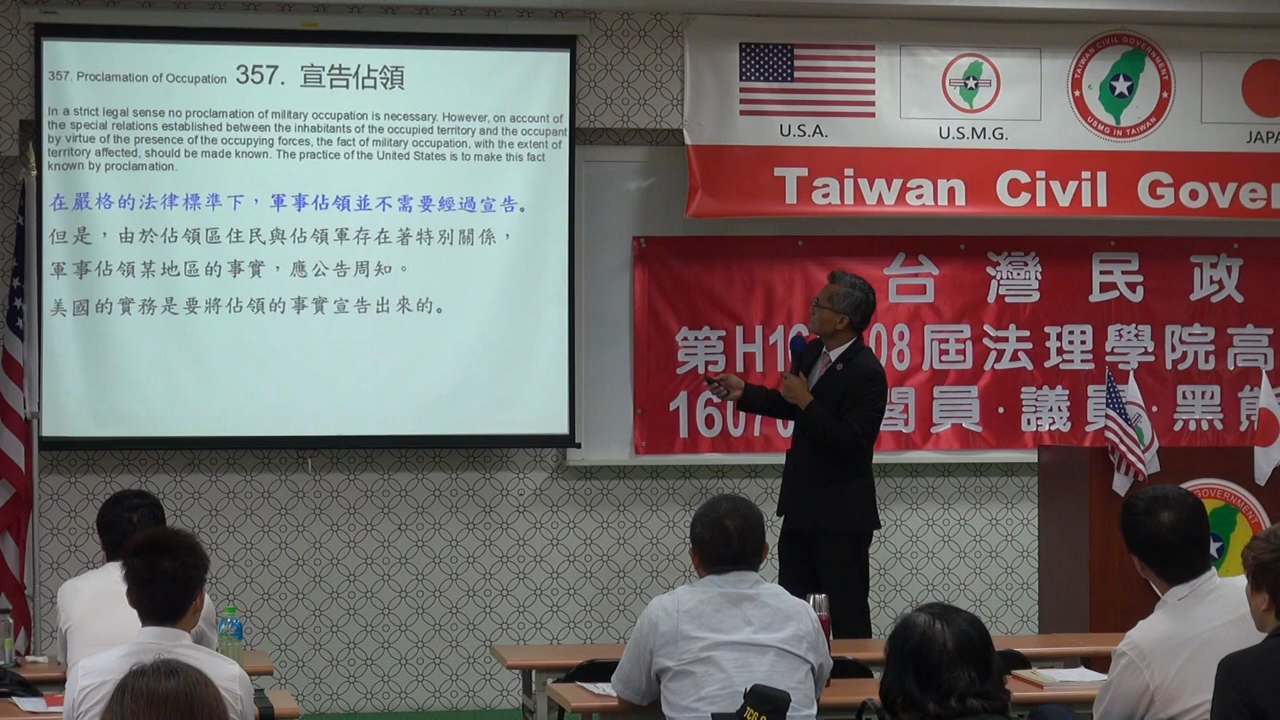 357. Proclamation of Occupation 357. 宣告佔領
In a strict legal sense no proclamation of military occupation is necessary. However, on account of
the special relations established between the inhabitants of the occupied territory and the occupant
by virtue of the presence of the occupying forces, the fact of military occupation, with the extent of
territory affected, should be made known. The practice of the United States is to make this fact
known by proclamation.
在嚴格的法律標準下，軍事佔領並不需要經過宣告。
但是，由於佔領區住民與佔領軍存在著特別關係，
軍事佔領某地區的事實，應公告周知。
美國的實務是要將佔領的事實宣告出來的。
U.S.A.
U.S.M.G.
TAIWAN CIVIL GOVERNMENT
USMG IN TAIWAN
JAPA
Taiwan Civil Gover
台灣民政
第H16 08屆法理學院高
1607 閣員·議員·黑熊
GOVERNMENT